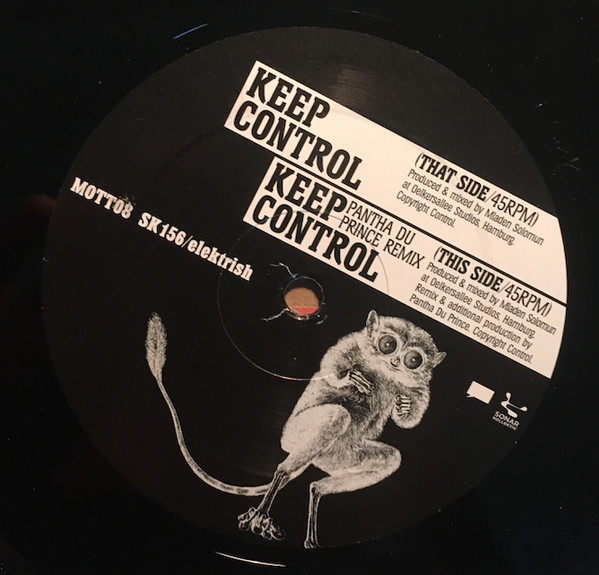 KEEP
CONTROL
(THAT SIDE/45RPM)
Produced & mixed by Mladen Solomun
at Oelkersallee Studios, Hamburg.
Copyright Control.
KEEP
CONTROL
PANTHA DU
PRINCE REMIX
(THIS SIDE/45RPM)
Produced & mixed by Mladen Solomun
at Oelkersallee Studios, Hamburg.
Remix & additional production by
Pantha Du Prince. Copyright Control.
MOTT08 SK156/elektrish
SONAR
KOLLEKTIV